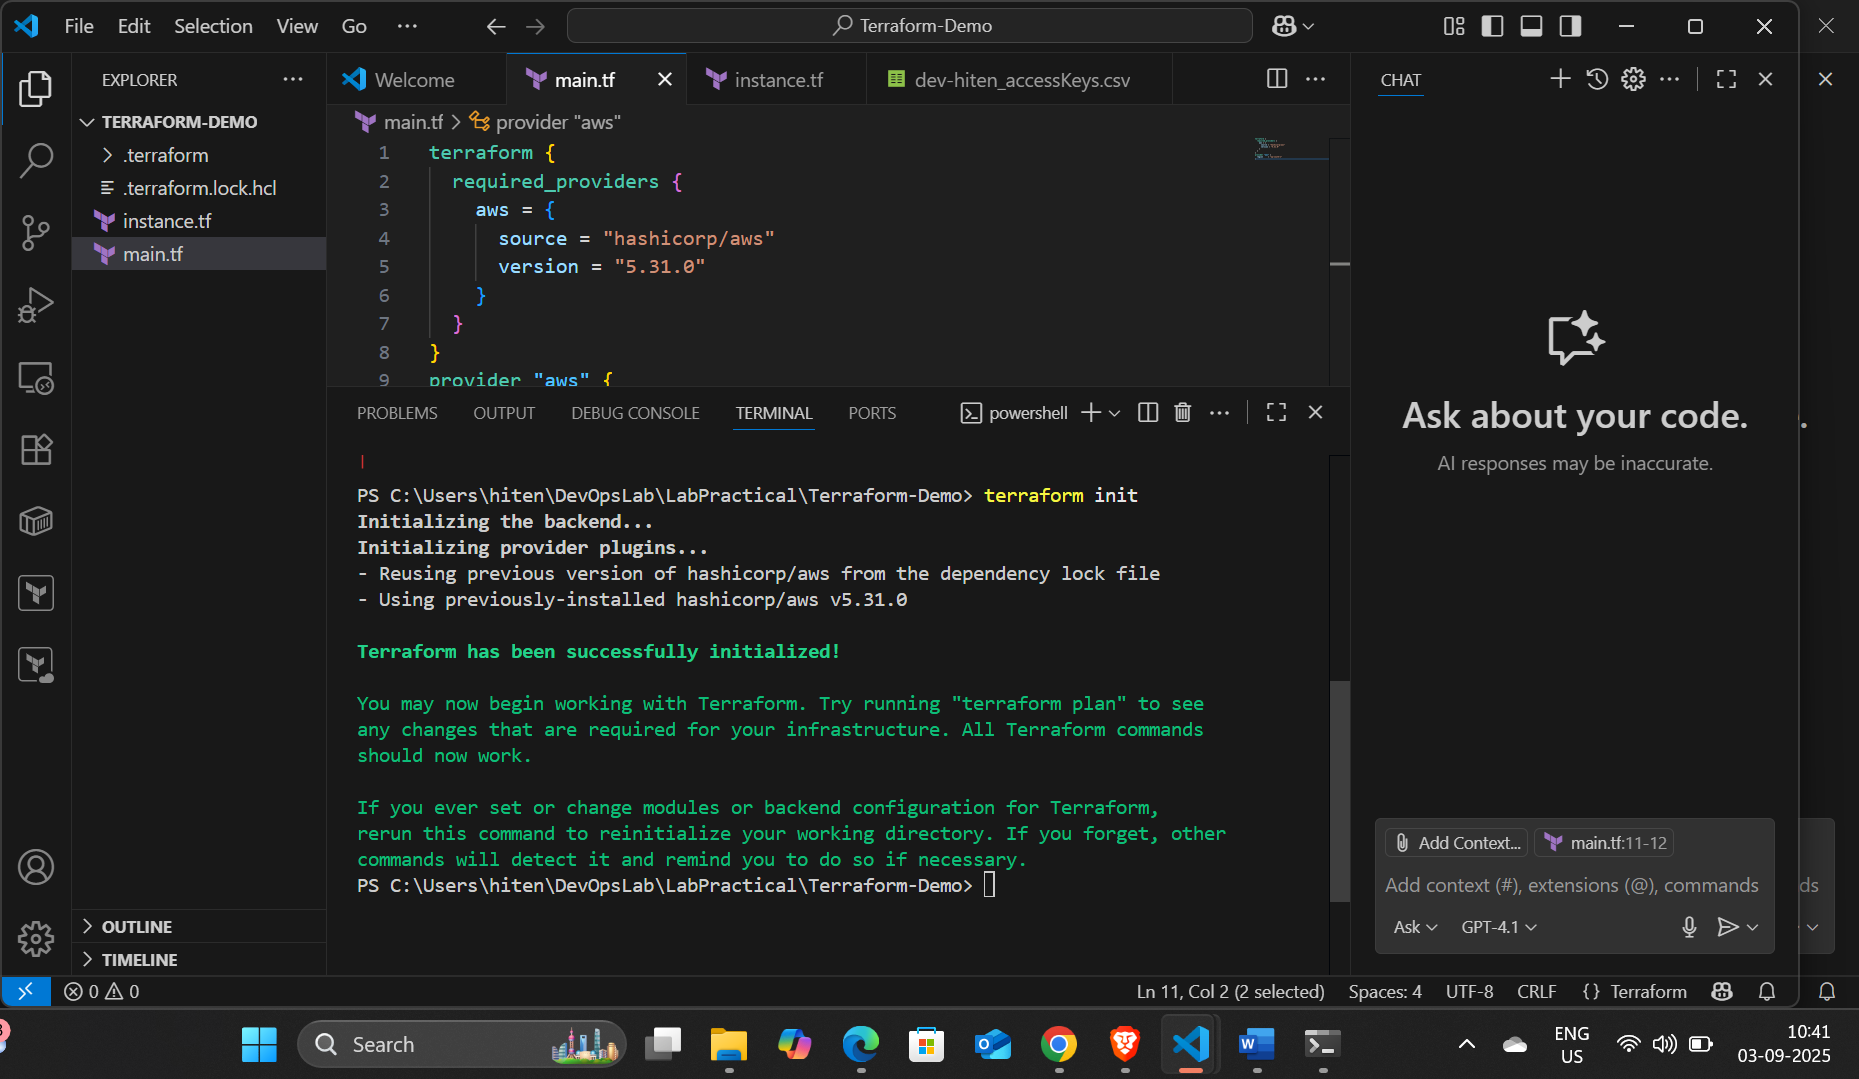 File Edit Selection View Go ··· Terraform-Demo
EXPLORER ···
TERRAFORM-DEMO
.terraform
.terraform.lock.hcl
instance.tf
main.tf
OUTLINE
TIMELINE
Welcome main.tf instance.tf dev-hiten_accessKeys.csv
main.tf > provider "aws"
1 terraform {
2 required_providers {
3 aws = {
4 source = "hashicorp/aws"
5 version = "5.31.0"
6 }
7 }
8 }
9 provider "aws" {
PROBLEMS OUTPUT DEBUG CONSOLE TERMINAL PORTS powershell
PS C:\Users\hiten\DevOpsLab\LabPractical\Terraform-Demo> terraform init
Initializing the backend...
Initializing provider plugins...
- Reusing previous version of hashicorp/aws from the dependency lock file
- Using previously-installed hashicorp/aws v5.31.0
Terraform has been successfully initialized!
You may now begin working with Terraform. Try running "terraform plan" to see
any changes that are required for your infrastructure. All Terraform commands
should now work.
If you ever set or change modules or backend configuration for Terraform,
rerun this command to reinitialize your working directory. If you forget, other
commands will detect it and remind you to do so if necessary.
PS C:\Users\hiten\DevOpsLab\LabPractical\Terraform-Demo>
CHAT
Ask about your code.
AI responses may be inaccurate.
Add Context... main.tf:11-12
Add context (#), extensions (@), commands
ds
Ask GPT-4.1
0 0 Ln 11, Col 2 (2 selected) Spaces: 4 UTF-8 CRLF {} Terraform
Search
ENG
US
10:41
03-09-2025